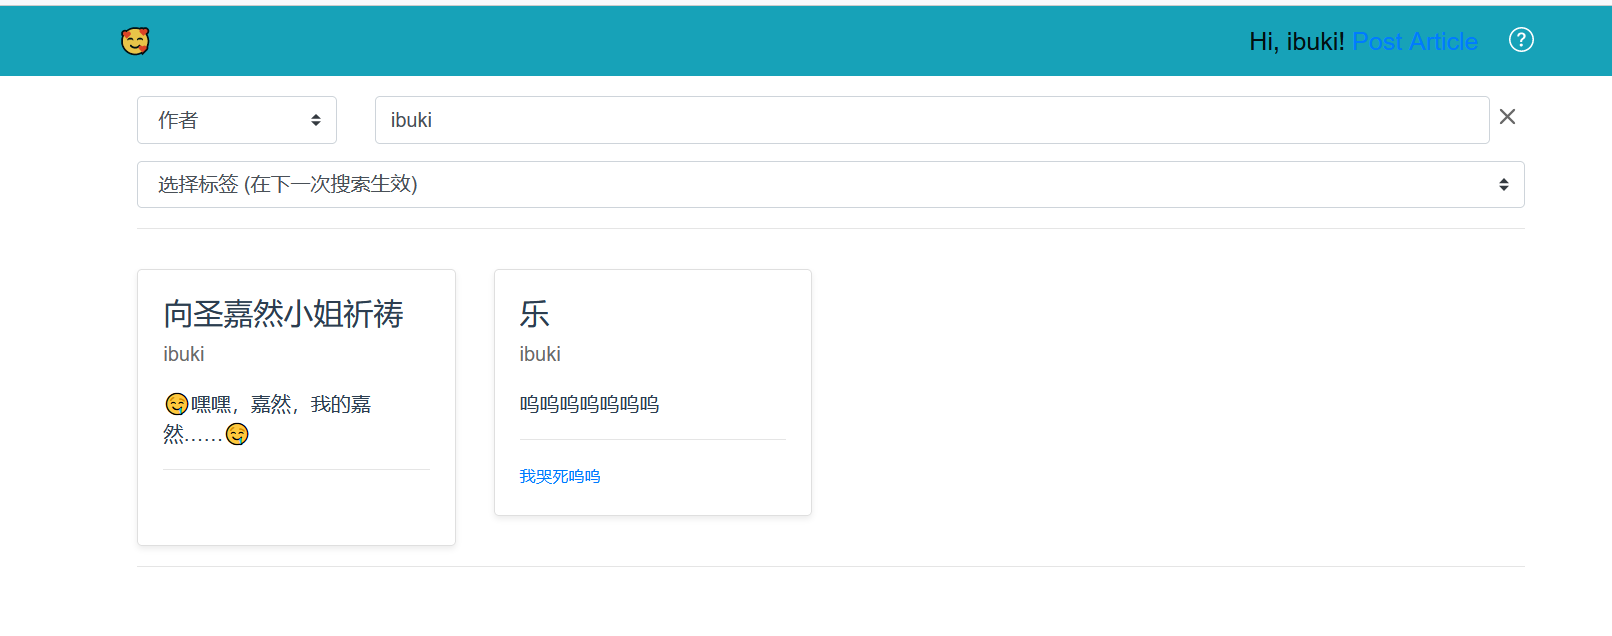 Hi, ibuki! Post Article
作者
ibuki
选择标签 (在下一次搜索生效)
向圣嘉然小姐祈祷
ibuki
🤤嘿嘿，嘉然，我的嘉
然……🤤
乐
ibuki
呜呜呜呜呜呜呜
我哭死呜呜